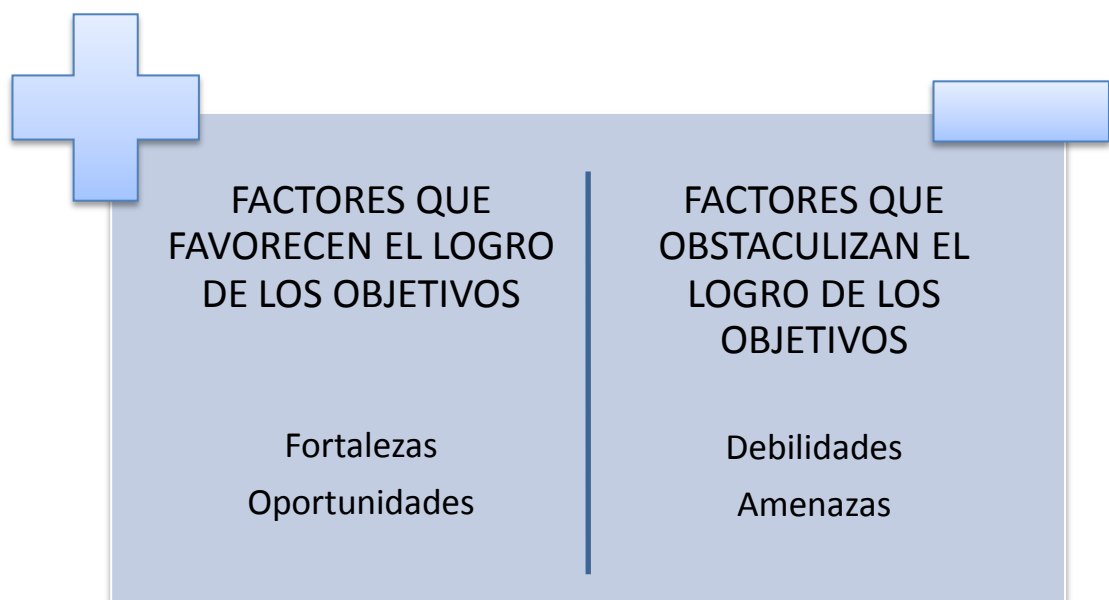 FACTORES QUE
FAVORECEN EL LOGRO
DE LOS OBJETIVOS
Fortalezas
Oportunidades
FACTORES QUE
OBSTACULIZAN EL
LOGRO DE LOS
OBJETIVOS
Debilidades
Amenazas